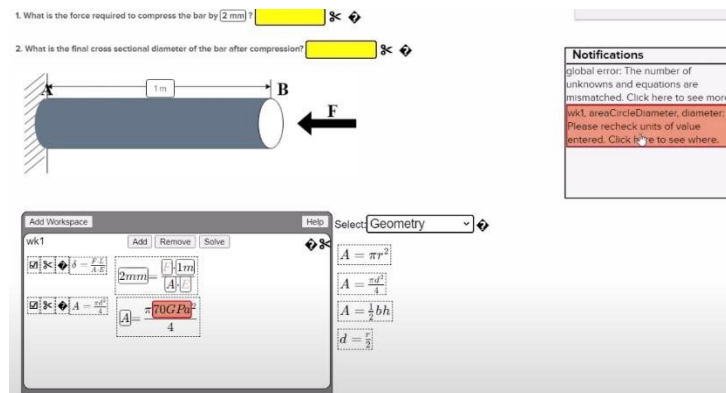 1. What is the force required to compress the bar by 2 mm ?
2. What is the final cross sectional diameter of the bar after compression?
A
1m
B
F
Notifications
global error: The number of
unknowns and equations are
mismatched. Click here to see more
wk1, areaCircleDiameter, diameter:
Please recheck units of value
entered. Click here to see where.
Add Workspace
Help
Select: Geometry
wk1
Add
Remove
Solve
δ = F·L / A·E
2mm = F·1m / A·E
A = πd² / 4
A = π 70GPa² / 4
A = πr²
A = πd² / 4
A = 1/2 bh
d = r/2